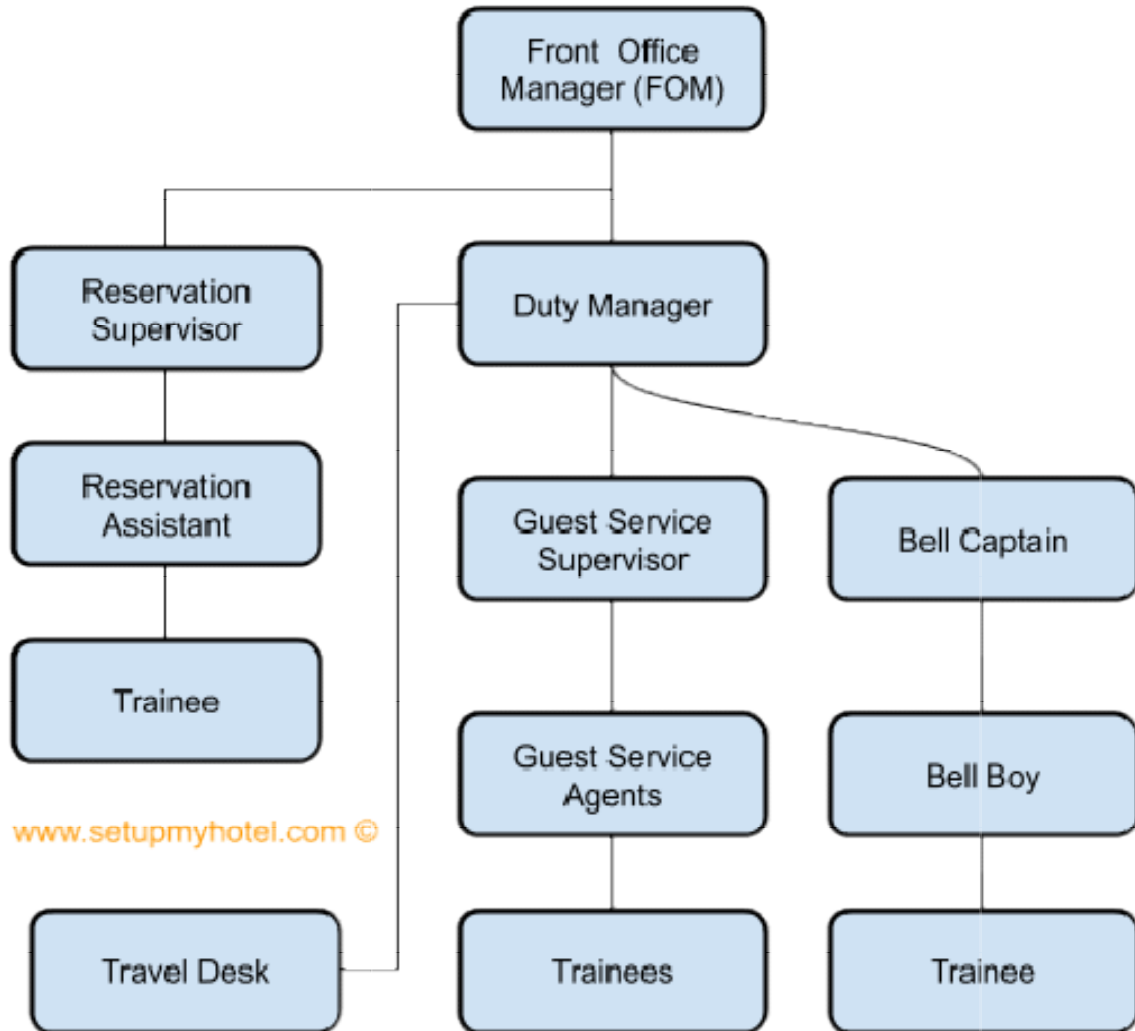 Front Office
Manager (FOM)
Reservation
Supervisor
Duty Manager
Reservation
Assistant
Guest Service
Supervisor
Bell Captain
Trainee
Guest Service
Agents
Bell Boy
www.setupmyhotel.com ©
Travel Desk
Trainees
Trainee